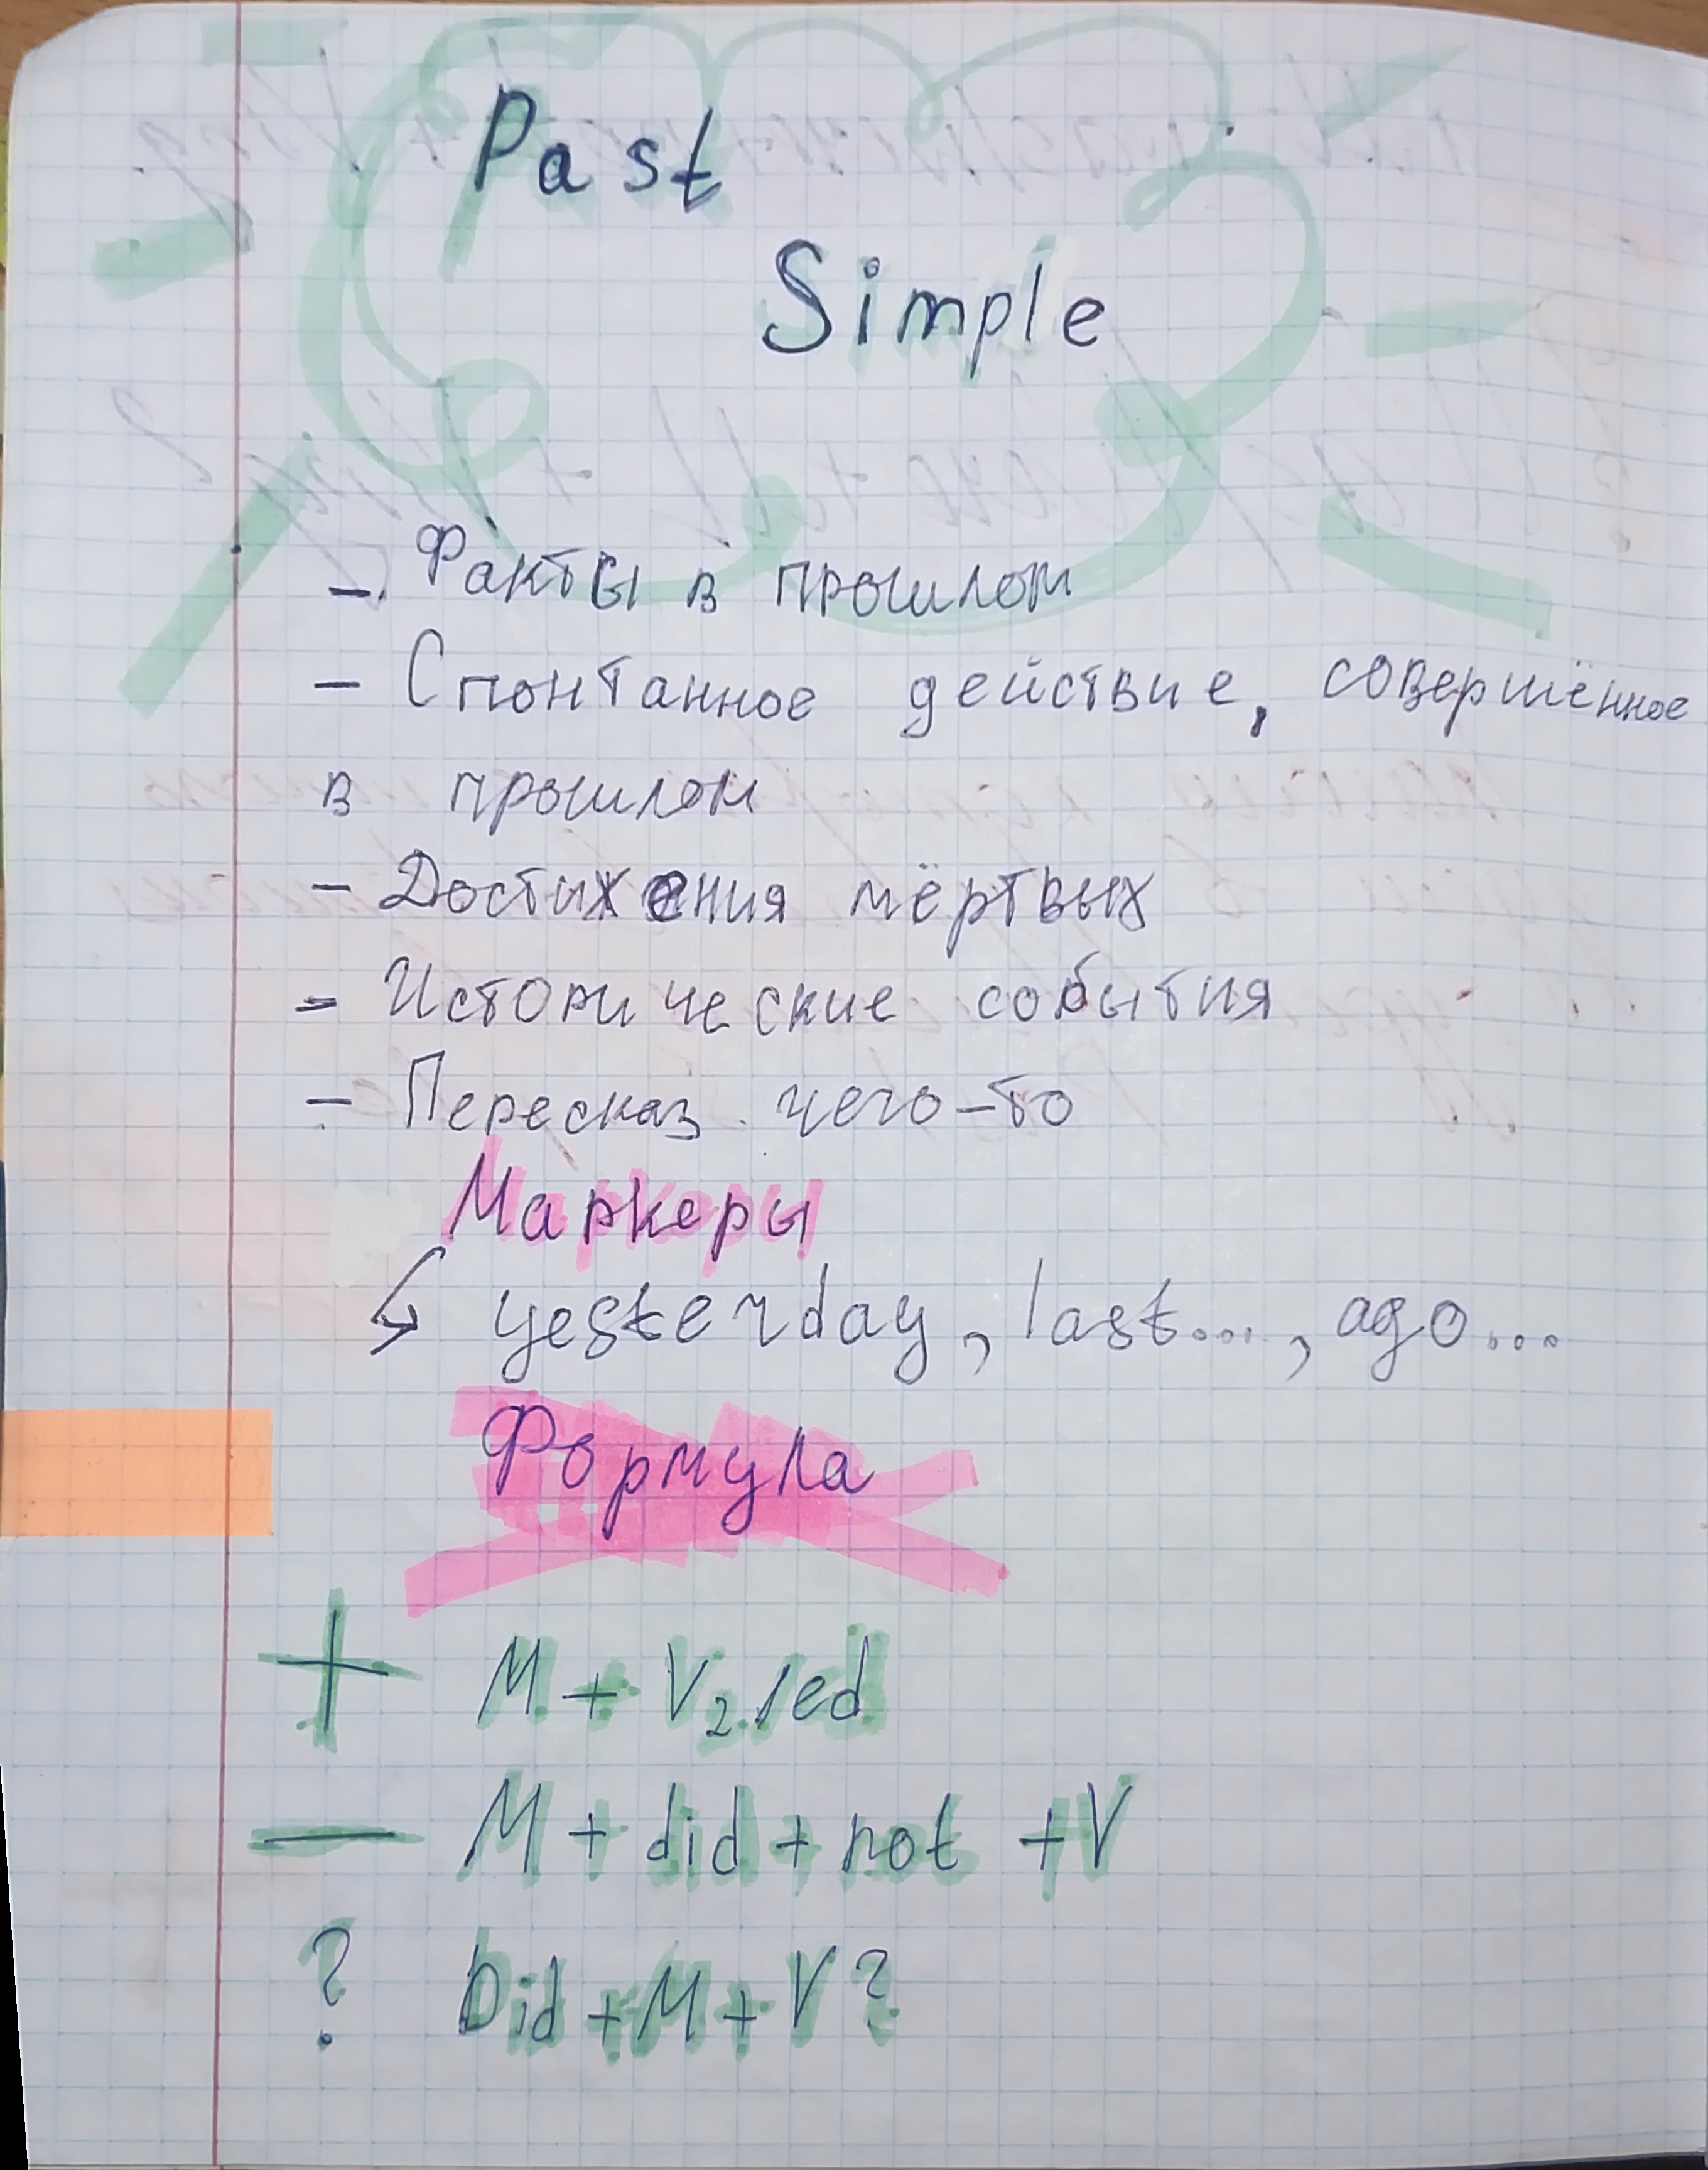 Past
Simple
- Факты в прошлом
- Спонтанное действие, совершённое
в прошлом
- Достижения мёртвых
- Исторические события
- Пересказ чего-то
Маркеры
↳ yesterday, last..., ago...
Формула
+ М + V₂/ed
- М + did + not + V
? Did + М + V?